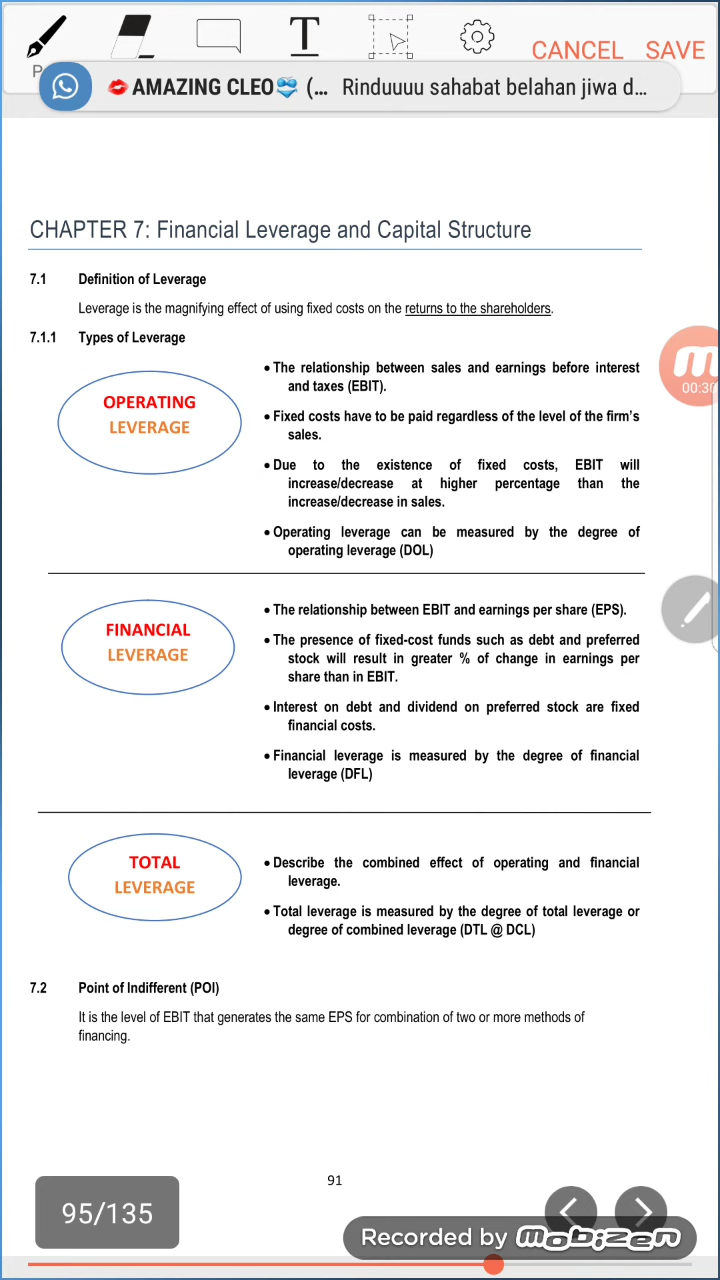 T
CANCEL SAVE
P
💋 AMAZING CLEO💝 (... Rinduuuu sahabat belahan jiwa d...
CHAPTER 7: Financial Leverage and Capital Structure
7.1 Definition of Leverage
Leverage is the magnifying effect of using fixed costs on the returns to the shareholders.
7.1.1 Types of Leverage
OPERATING
LEVERAGE
• The relationship between sales and earnings before interest
and taxes (EBIT).
• Fixed costs have to be paid regardless of the level of the firm's
sales.
• Due to the existence of fixed costs, EBIT will
increase/decrease at higher percentage than the
increase/decrease in sales.
• Operating leverage can be measured by the degree of
operating leverage (DOL)
m
00:30
FINANCIAL
LEVERAGE
• The relationship between EBIT and earnings per share (EPS).
• The presence of fixed-cost funds such as debt and preferred
stock will result in greater % of change in earnings per
share than in EBIT.
• Interest on debt and dividend on preferred stock are fixed
financial costs.
• Financial leverage is measured by the degree of financial
leverage (DFL)
TOTAL
LEVERAGE
• Describe the combined effect of operating and financial
leverage.
• Total leverage is measured by the degree of total leverage or
degree of combined leverage (DTL @ DCL)
7.2 Point of Indifferent (POI)
It is the level of EBIT that generates the same EPS for combination of two or more methods of
financing.
91
95/135
Recorded by mobizen